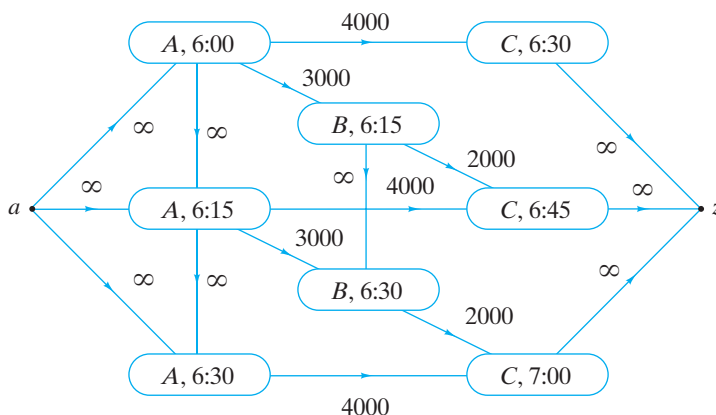 4000
A, 6:00
C, 6:30
3000
B, 6:15
∞
∞
2000
∞
∞
∞
4000
∞
a
A, 6:15
C, 6:45
z
3000
∞
∞
B, 6:30
∞
2000
A, 6:30
C, 7:00
4000